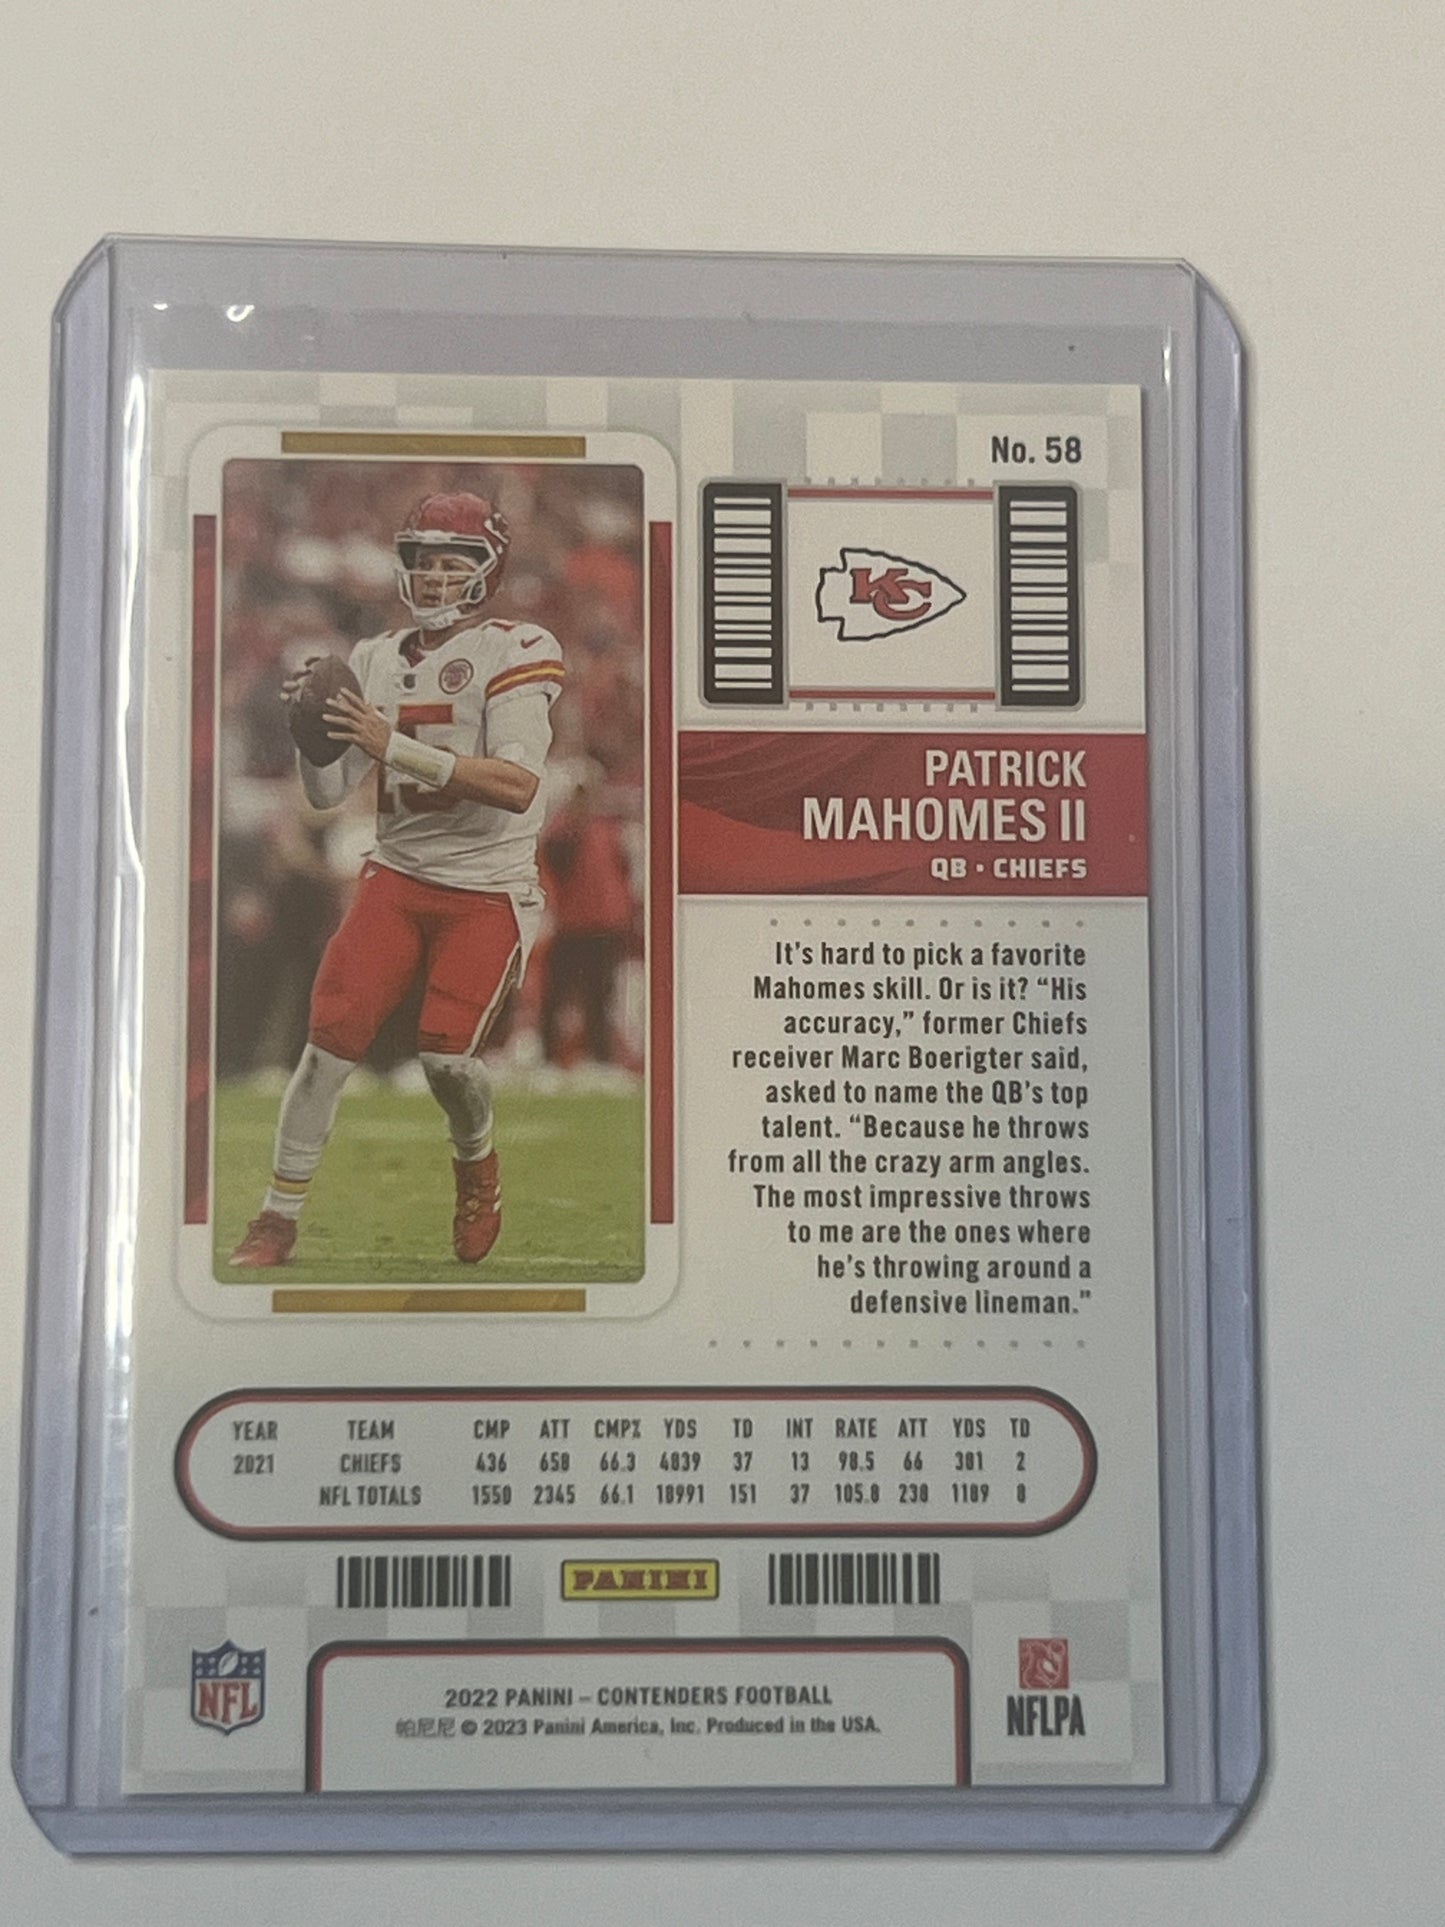 No. 58
KC
15
PATRICK
MAHOMES II
QB • CHIEFS
It's hard to pick a favorite
Mahomes skill. Or is it? “His
accuracy,” former Chiefs
receiver Marc Boerigter said,
asked to name the QB's top
talent. “Because he throws
from all the crazy arm angles.
The most impressive throws
to me are the ones where
he's throwing around a
defensive lineman.”
YEAR TEAM CMP ATT CMP% YDS TD INT RATE ATT YDS TD
2021 CHIEFS 436 658 66.3 4839 37 13 98.5 66 381 2
NFL TOTALS 1550 2345 66.1 18991 151 37 105.8 238 1189 8
PANINI
NFL
NFLPA
2022 PANINI – CONTENDERS FOOTBALL
帕尼尼 © 2023 Panini America, Inc. Produced in the USA.